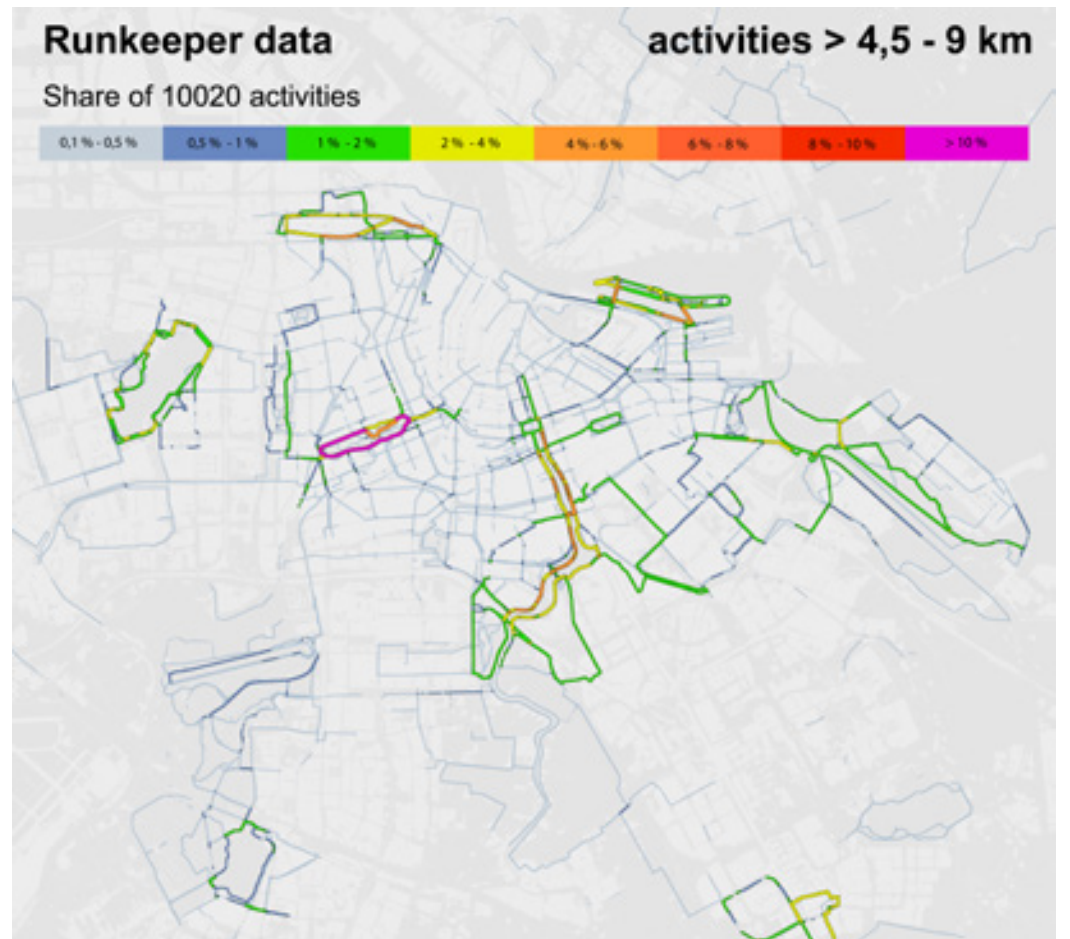 Runkeeper data
activities > 4,5 - 9 km
Share of 10020 activities
0,1 % - 0,5 %
0,5 % - 1 %
1 % - 2 %
2 % - 4 %
4 % - 6 %
6 % - 8 %
8 % - 10 %
> 10 %